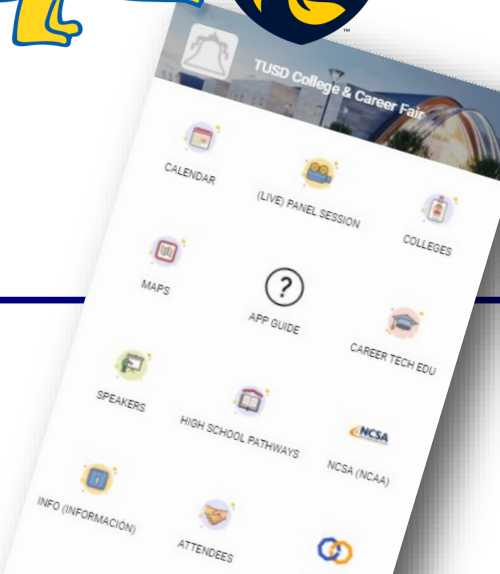 ™
TUSD College & Career Fair
CALENDAR
(LIVE) PANEL SESSION
COLLEGES
MAPS
?
APP GUIDE
CAREER TECH EDU
SPEAKERS
HIGH SCHOOL PATHWAYS
NCSA
NCSA (NCAA)
INFO (INFORMACIÓN)
ATTENDEES